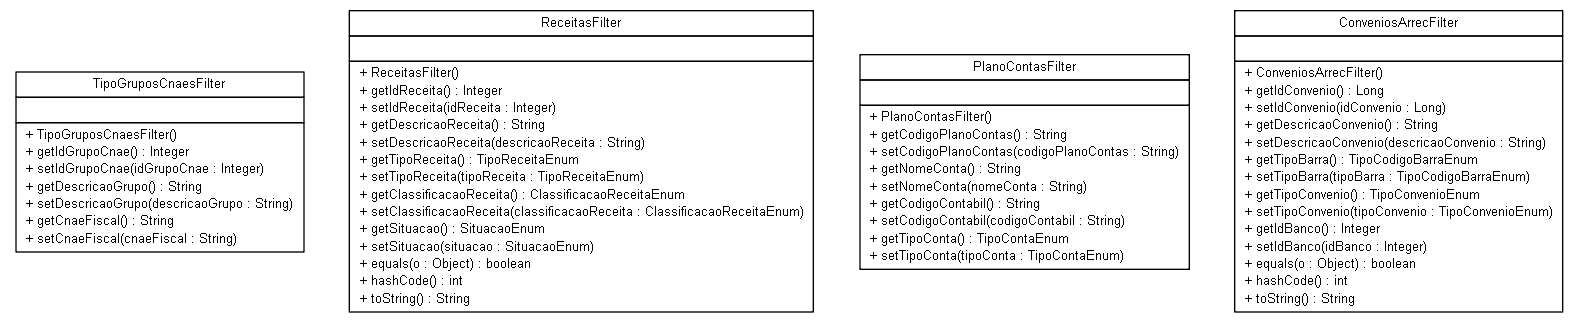 TipoGruposCnaesFilter
+ TipoGruposCnaesFilter()
+ getIdGrupoCnae() : Integer
+ setIdGrupoCnae(idGrupoCnae : Integer)
+ getDescricaoGrupo() : String
+ setDescricaoGrupo(descricaoGrupo : String)
+ getCnaeFiscal() : String
+ setCnaeFiscal(cnaeFiscal : String)
ReceitasFilter
+ ReceitasFilter()
+ getIdReceita() : Integer
+ setIdReceita(idReceita : Integer)
+ getDescricaoReceita() : String
+ setDescricaoReceita(descricaoReceita : String)
+ getTipoReceita() : TipoReceitaEnum
+ setTipoReceita(tipoReceita : TipoReceitaEnum)
+ getClassificacaoReceita() : ClassificacaoReceitaEnum
+ setClassificacaoReceita(classificacaoReceita : ClassificacaoReceitaEnum)
+ getSituacao() : SituacaoEnum
+ setSituacao(situacao : SituacaoEnum)
+ equals(o : Object) : boolean
+ hashCode() : int
+ toString() : String
PlanoContasFilter
+ PlanoContasFilter()
+ getCodigoPlanoContas() : String
+ setCodigoPlanoContas(codigoPlanoContas : String)
+ getNomeConta() : String
+ setNomeConta(nomeConta : String)
+ getCodigoContabil() : String
+ setCodigoContabil(codigoContabil : String)
+ getTipoConta() : TipoContaEnum
+ setTipoConta(tipoConta : TipoContaEnum)
ConveniosArrecFilter
+ ConveniosArrecFilter()
+ getIdConvenio() : Long
+ setIdConvenio(idConvenio : Long)
+ getDescricaoConvenio() : String
+ setDescricaoConvenio(descricaoConvenio : String)
+ getTipoBarra() : TipoCodigoBarraEnum
+ setTipoBarra(tipoBarra : TipoCodigoBarraEnum)
+ getTipoConvenio() : TipoConvenioEnum
+ setTipoConvenio(tipoConvenio : TipoConvenioEnum)
+ getIdBanco() : Integer
+ setIdBanco(idBanco : Integer)
+ equals(o : Object) : boolean
+ hashCode() : int
+ toString() : String